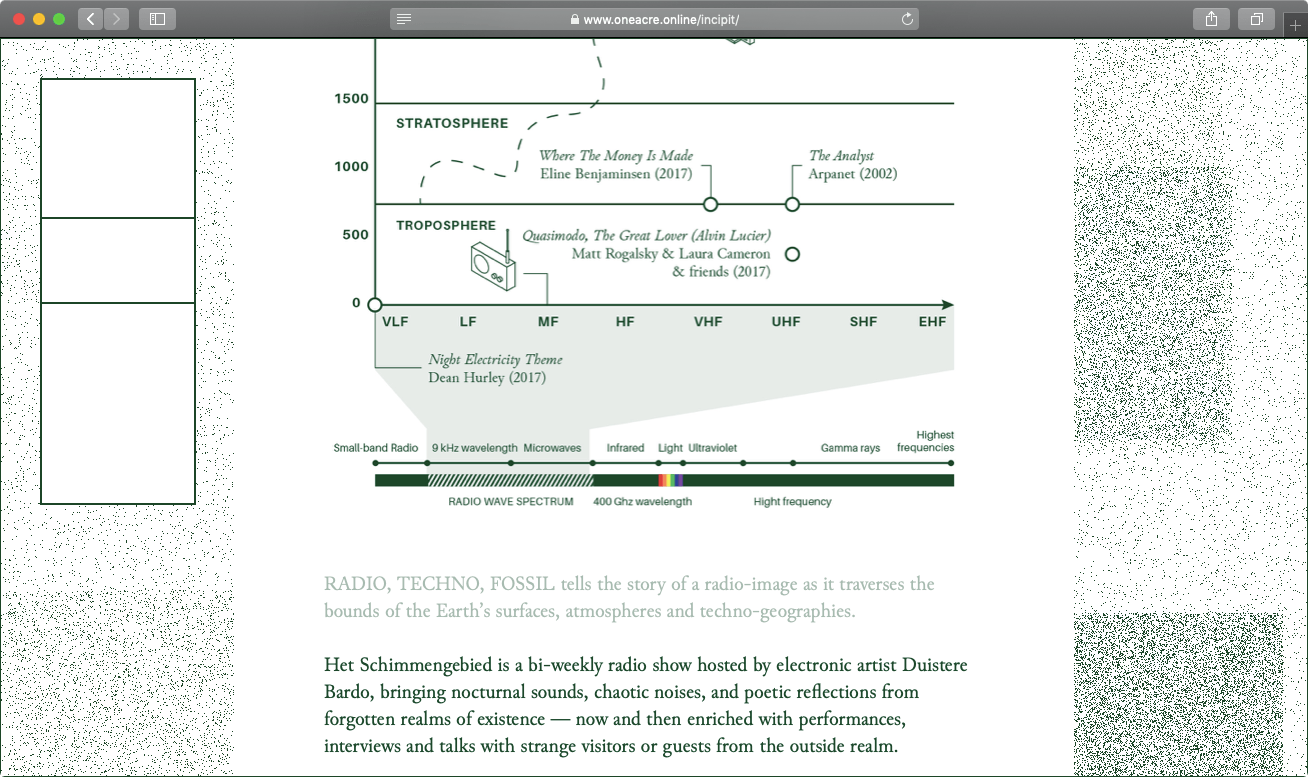 www.oneacre.online/incipit/
1500
STRATOSPHERE
1000
Where The Money Is Made
Eline Benjaminsen (2017)
The Analyst
Arpanet (2002)
TROPOSPHERE
500
Quasimodo, The Great Lover (Alvin Lucier)
Matt Rogalsky & Laura Cameron
& friends (2017)
0
VLF LF MF HF VHF UHF SHF EHF
Night Electricity Theme
Dean Hurley (2017)
Small-band Radio 9 kHz wavelength Microwaves Infrared Light Ultraviolet Gamma rays Highest
frequencies
RADIO WAVE SPECTRUM 400 Ghz wavelength Hight frequency
RADIO, TECHNO, FOSSIL tells the story of a radio-image as it traverses the
bounds of the Earth's surfaces, atmospheres and techno-geographies.
Het Schimmengebied is a bi-weekly radio show hosted by electronic artist Duistere
Bardo, bringing nocturnal sounds, chaotic noises, and poetic reflections from
forgotten realms of existence — now and then enriched with performances,
interviews and talks with strange visitors or guests from the outside realm.